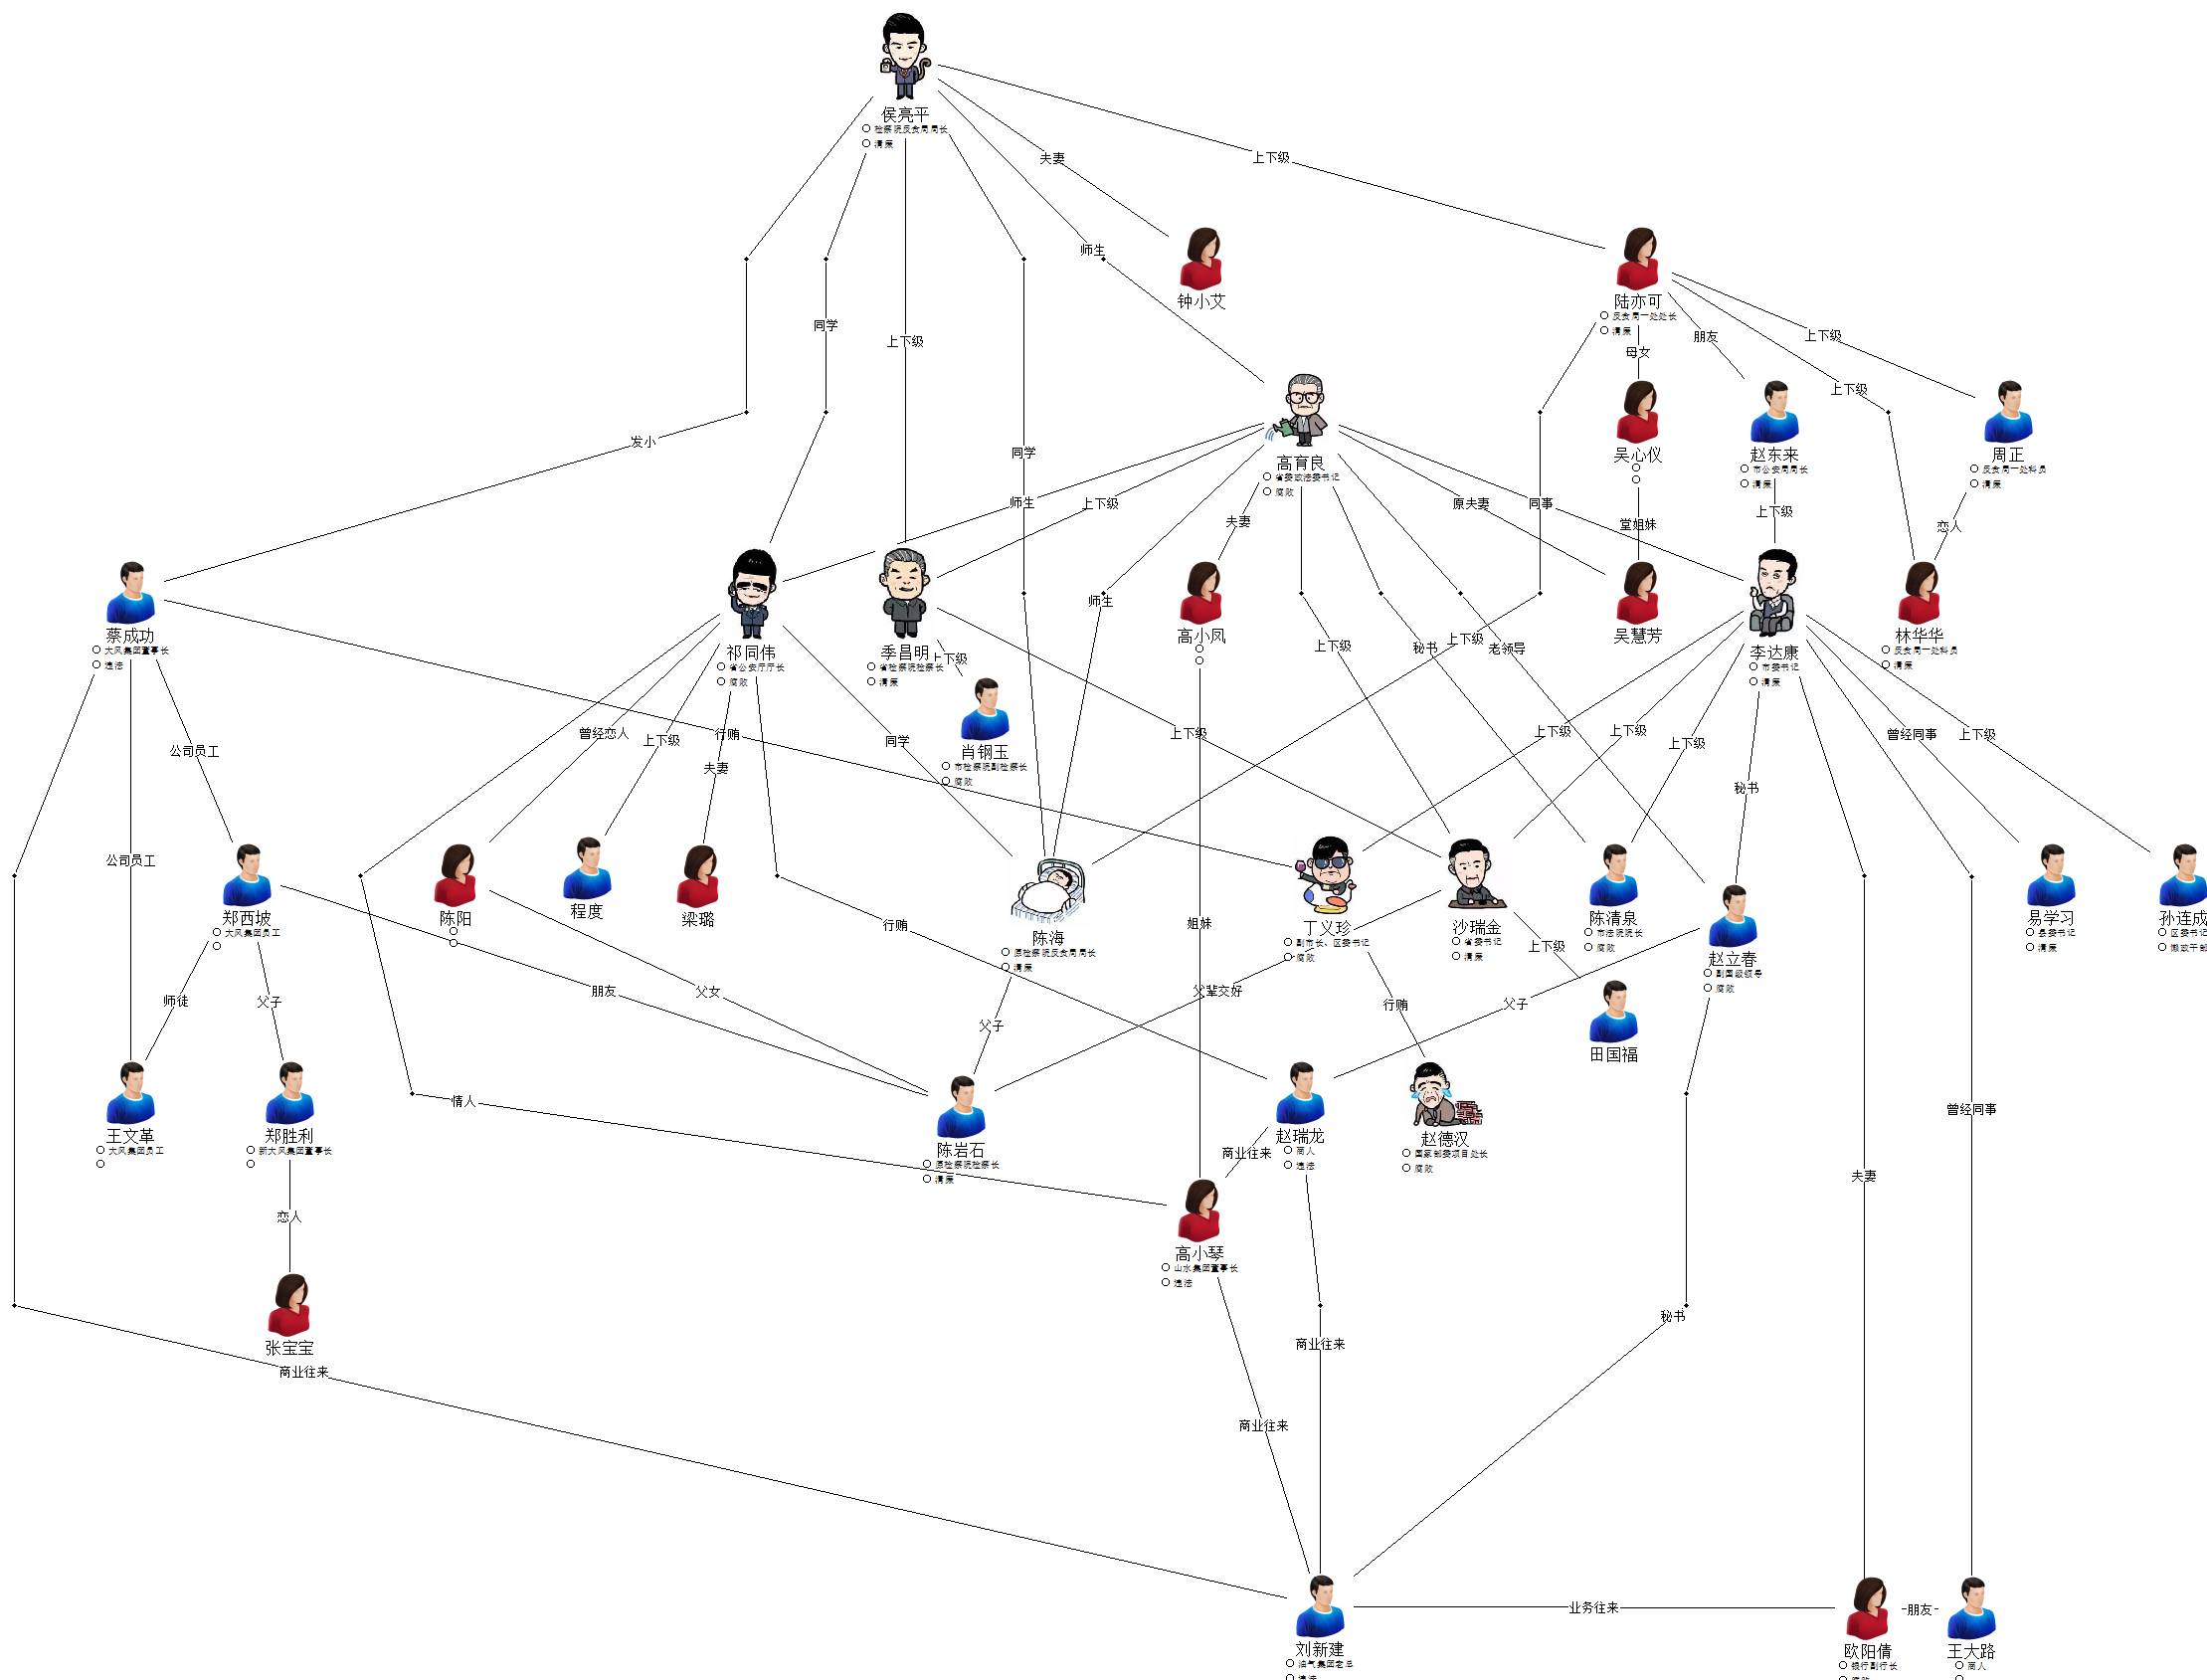 侯亮平
检察院反贪局局长
清廉
夫妻
上下级
师生
钟小艾
陆亦可
反贪局一处处长
清廉
同学
上下级
母女
朋友
上下级
上下级
发小
同学
高育良
省委政法委书记
腐败
吴心仪
赵东来
市公安局局长
清廉
周正
反贪局一处科员
清廉
师生
上下级
夫妻
原夫妻
同事
堂姐妹
上下级
恋人
蔡成功
大风集团董事长
违法
祁同伟
省公安厅厅长
腐败
季昌明
省检察院检察长
清廉
上下级
师生
高小凤
上下级
秘书
上下级
老领导
吴慧芳
李达康
市委书记
清廉
林华华
反贪局一处科员
清廉
公司员工
曾经恋人
上下级
行贿
夫妻
同学
肖钢玉
市检察院副检察长
腐败
上下级
上下级
上下级
上下级
秘书
曾经同事
上下级
公司员工
郑西坡
大风集团员工
陈阳
程度
梁璐
行贿
陈海
原检察院反贪局局长
清廉
姐妹
丁义珍
副市长、区委书记
腐败
沙瑞金
省委书记
清廉
上下级
陈清泉
市法院院长
腐败
赵立春
副国级领导
腐败
易学习
县委书记
清廉
孙连成
区委书记
懒政干部
师徒
父子
朋友
父女
父子
父辈交好
行贿
父子
田国福
王文革
大风集团员工
郑胜利
新大风集团董事长
情人
陈岩石
原检察院检察长
清廉
赵瑞龙
商人
违法
商业往来
赵德汉
国家部委项目处长
腐败
曾经同事
夫妻
恋人
高小琴
山水集团董事长
违法
张宝宝
商业往来
商业往来
商业往来
秘书
业务往来
朋友
刘新建
油气集团老总
违法
欧阳倩
银行副行长
王大路
商人